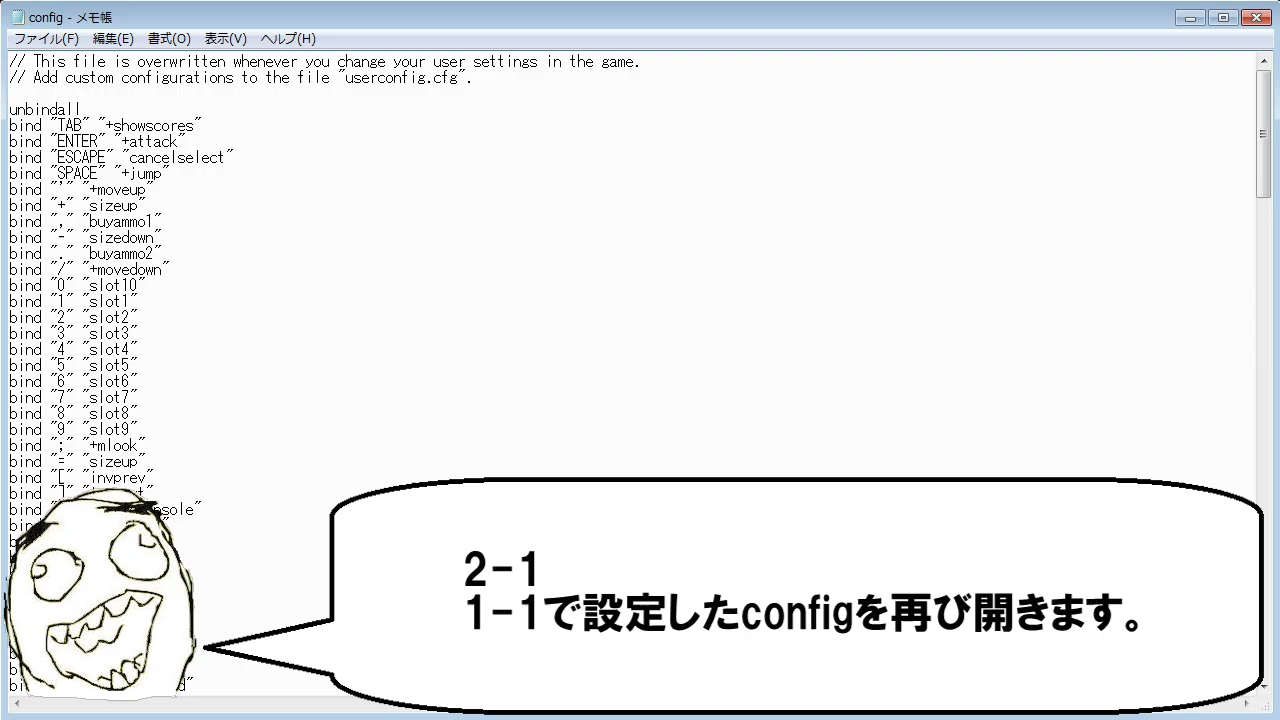 config - メモ帳
ファイル(F) 編集(E) 書式(O) 表示(V) ヘルプ(H)
// This file is overwritten whenever you change your user settings in the game.
// Add custom configurations to the file "userconfig.cfg".
unbindall
bind "TAB" "+showscores"
bind "ENTER" "+attack"
bind "ESCAPE" "cancelselect"
bind "SPACE" "+jump"
bind "'" "+moveup"
bind "+" "sizeup"
bind "," "buyammo1"
bind "-" "sizedown"
bind "." "buyammo2"
bind "/" "+movedown"
bind "0" "slot10"
bind "1" "slot1"
bind "2" "slot2"
bind "3" "slot3"
bind "4" "slot4"
bind "5" "slot5"
bind "6" "slot6"
bind "7" "slot7"
bind "8" "slot8"
bind "9" "slot9"
bind ";" "+mlook"
bind "=" "sizeup"
bind "[" "invprev"
bind "]"
bind
2-1
1-1で設定したconfigを再び開きます。